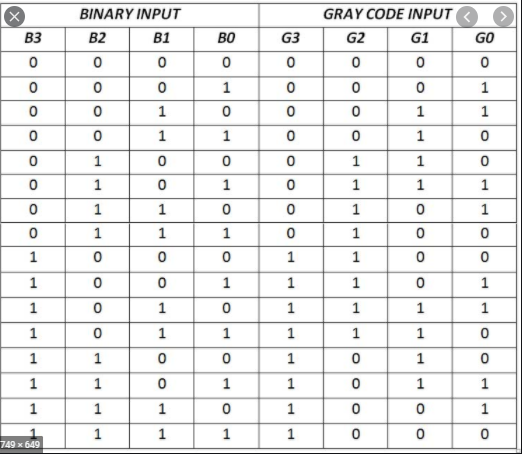 BINARY INPUT GRAY CODE INPUT
B3 B2 B1 B0 G3 G2 G1 G0
0 0 0 0 0 0 0 0
0 0 0 1 0 0 0 1
0 0 1 0 0 0 1 1
0 0 1 1 0 0 1 0
0 1 0 0 0 1 1 0
0 1 0 1 0 1 1 1
0 1 1 0 0 1 0 1
0 1 1 1 0 1 0 0
1 0 0 0 1 1 0 0
1 0 0 1 1 1 0 1
1 0 1 0 1 1 1 1
1 0 1 1 1 1 1 0
1 1 0 0 1 0 1 0
1 1 0 1 1 0 1 1
1 1 1 0 1 0 0 1
1 1 1 1 1 0 0 0
749 × 649